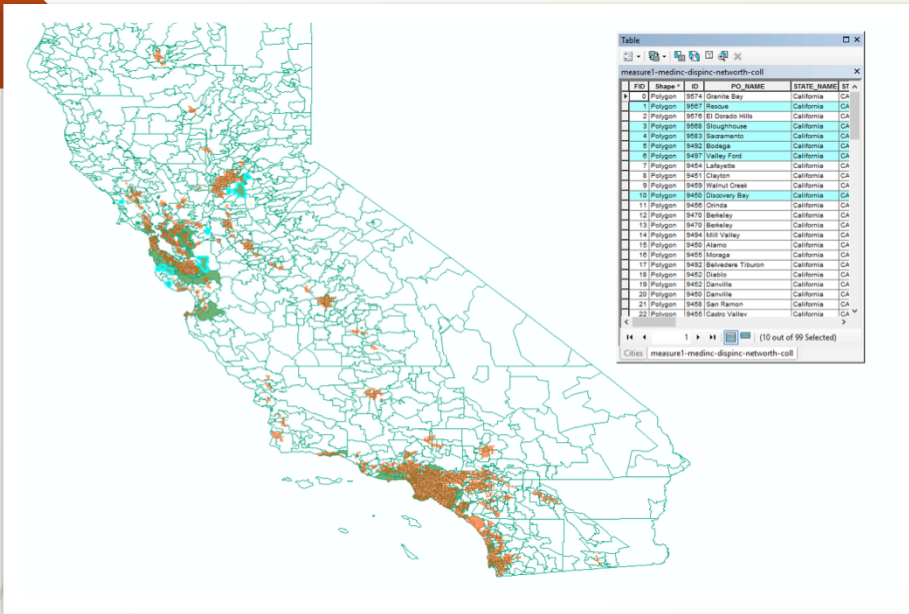 Table
measure1-medinc-dispinc-networth-coll
FID Shape * ID PO_NAME STATE_NAME ST
0 Polygon 9574 Granite Bay California CA
1 Polygon 9567 Rescue California CA
2 Polygon 9576 El Dorado Hills California CA
3 Polygon 9568 Sloughhouse California CA
4 Polygon 9583 Sacramento California CA
5 Polygon 9492 Bodega California CA
6 Polygon 9497 Valley Ford California CA
7 Polygon 9454 Lafayette California CA
8 Polygon 9451 Clayton California CA
9 Polygon 9459 Walnut Creek California CA
10 Polygon 9450 Discovery Bay California CA
11 Polygon 9456 Orinda California CA
12 Polygon 9470 Berkeley California CA
13 Polygon 9470 Berkeley California CA
14 Polygon 9494 Mill Valley California CA
15 Polygon 9450 Alamo California CA
16 Polygon 9455 Moraga California CA
17 Polygon 9492 Belvedere Tiburon California CA
18 Polygon 9452 Diablo California CA
19 Polygon 9452 Danville California CA
20 Polygon 9450 Danville California CA
21 Polygon 9458 San Ramon California CA
22 Polygon 9455 Castro Valley California CA
1 (10 out of 99 Selected)
Cities measure1-medinc-dispinc-networth-coll